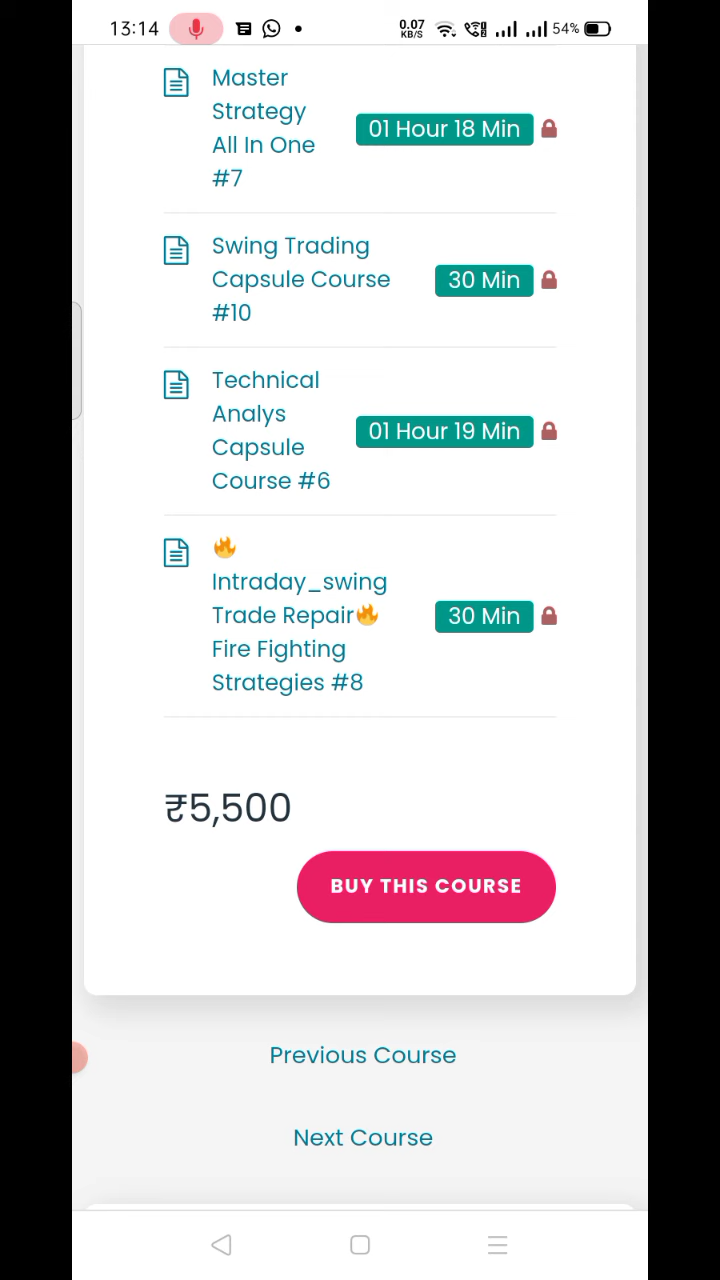 13:14
0.07
KB/S
54%
Master
Strategy
All In One
#7
01 Hour 18 Min
Swing Trading
Capsule Course
#10
30 Min
Technical
Analys
Capsule
Course #6
01 Hour 19 Min
🔥
Intraday_swing
Trade Repair🔥
Fire Fighting
Strategies #8
30 Min
₹5,500
BUY THIS COURSE
Previous Course
Next Course